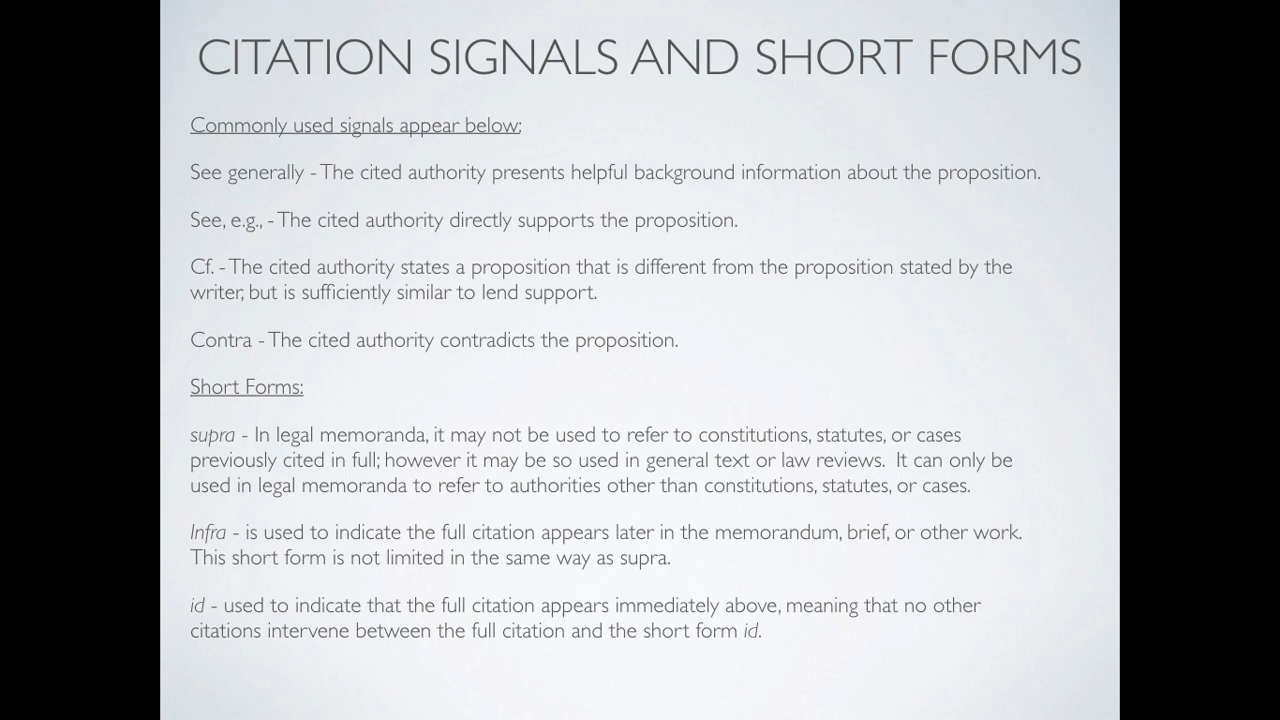 CITATION SIGNALS AND SHORT FORMS
Commonly used signals appear below:
See generally - The cited authority presents helpful background information about the proposition.
See, e.g., - The cited authority directly supports the proposition.
Cf. - The cited authority states a proposition that is different from the proposition stated by the
writer, but is sufficiently similar to lend support.
Contra - The cited authority contradicts the proposition.
Short Forms:
supra - In legal memoranda, it may not be used to refer to constitutions, statutes, or cases
previously cited in full; however it may be so used in general text or law reviews.  It can only be
used in legal memoranda to refer to authorities other than constitutions, statutes, or cases.
Infra - is used to indicate the full citation appears later in the memorandum, brief, or other work.
This short form is not limited in the same way as supra.
id - used to indicate that the full citation appears immediately above, meaning that no other
citations intervene between the full citation and the short form id.